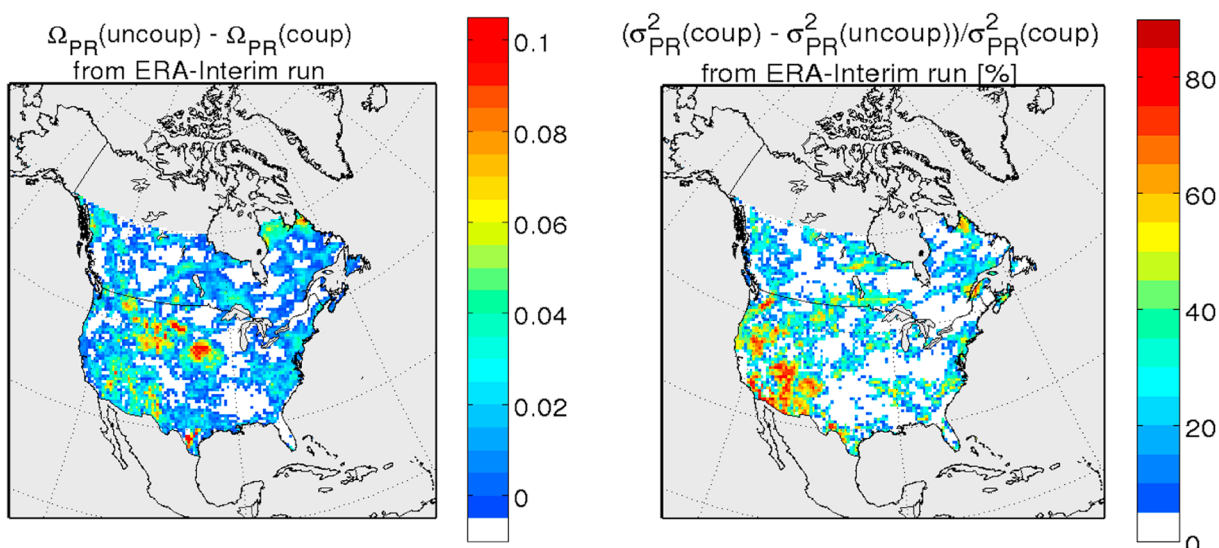 Ω_PR(uncoup) - Ω_PR(coup)
from ERA-Interim run
0.1
0.08
0.06
0.04
0.02
0
(σ²_PR(coup) - σ²_PR(uncoup))/σ²_PR(coup)
from ERA-Interim run [%]
80
60
40
20
0